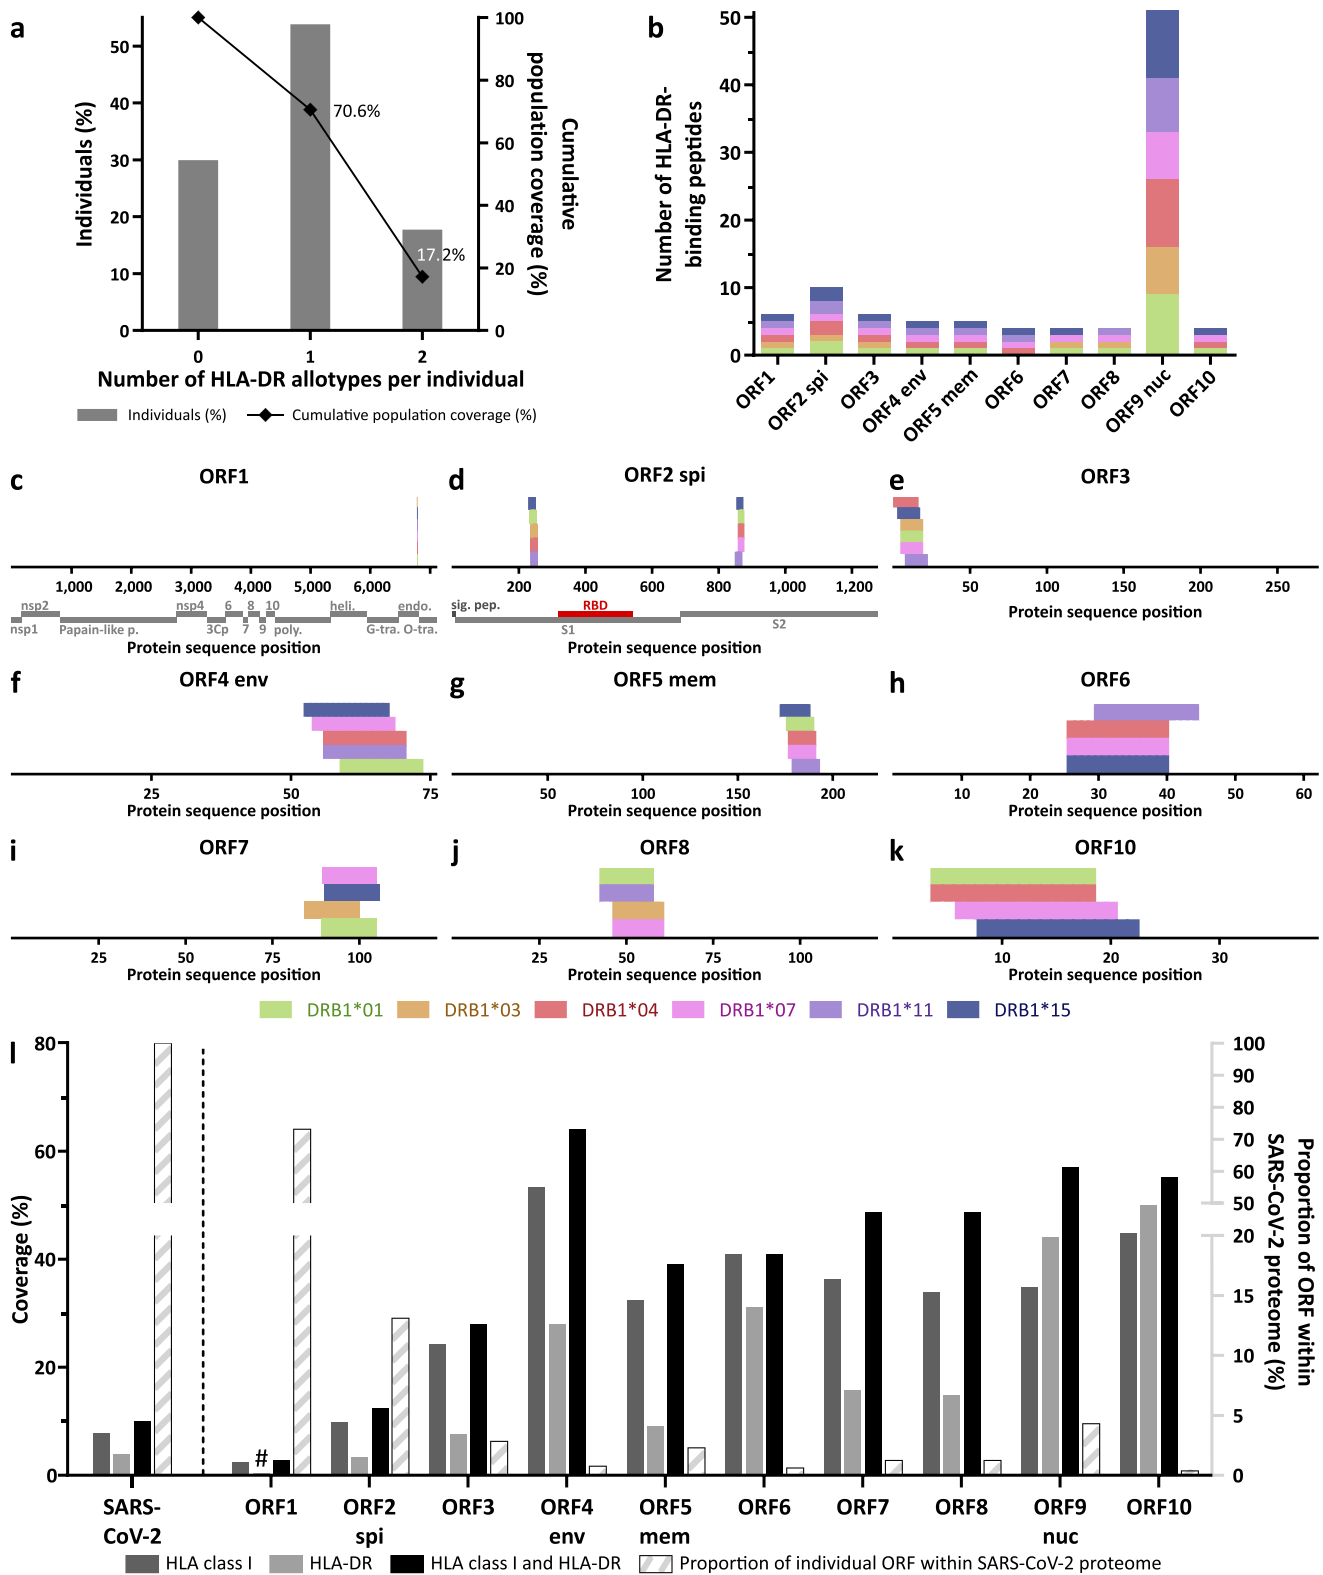 a
Individuals (%)
50
40
30
20
10
0
100
80
60
40
20
0
Cumulative
population coverage (%)
70.6%
17.2%
0 1 2
Number of HLA-DR allotypes per individual
Individuals (%) Cumulative population coverage (%)
b
Number of HLA-DR-
binding peptides
50
40
30
20
10
0
ORF1 ORF2 spi ORF3 ORF4 env ORF5 mem ORF6 ORF7 ORF8 ORF9 nuc ORF10
c ORF1
1,000 2,000 3,000 4,000 5,000 6,000
nsp2 nsp4 6 8 10 heli. endo.
nsp1 Papain-like p. 3Cp 7 9 poly. G-tra. O-tra.
Protein sequence position
d ORF2 spi
200 400 600 800 1,000 1,200
sig. pep. RBD
S1 S2
Protein sequence position
e ORF3
50 100 150 200 250
Protein sequence position
f ORF4 env
25 50 75
Protein sequence position
g ORF5 mem
50 100 150 200
Protein sequence position
h ORF6
10 20 30 40 50 60
Protein sequence position
i ORF7
25 50 75 100
Protein sequence position
j ORF8
25 50 75 100
Protein sequence position
k ORF10
10 20 30
Protein sequence position
DRB1*01 DRB1*03 DRB1*04 DRB1*07 DRB1*11 DRB1*15
l
Coverage (%)
80
60
40
20
0
#
100
90
80
70
60
50
20
15
10
5
0
Proportion of ORF within
SARS-CoV-2 proteome (%)
SARS- ORF1 ORF2 ORF3 ORF4 ORF5 ORF6 ORF7 ORF8 ORF9 ORF10
CoV-2 spi env mem nuc
HLA class I HLA-DR HLA class I and HLA-DR Proportion of individual ORF within SARS-CoV-2 proteome